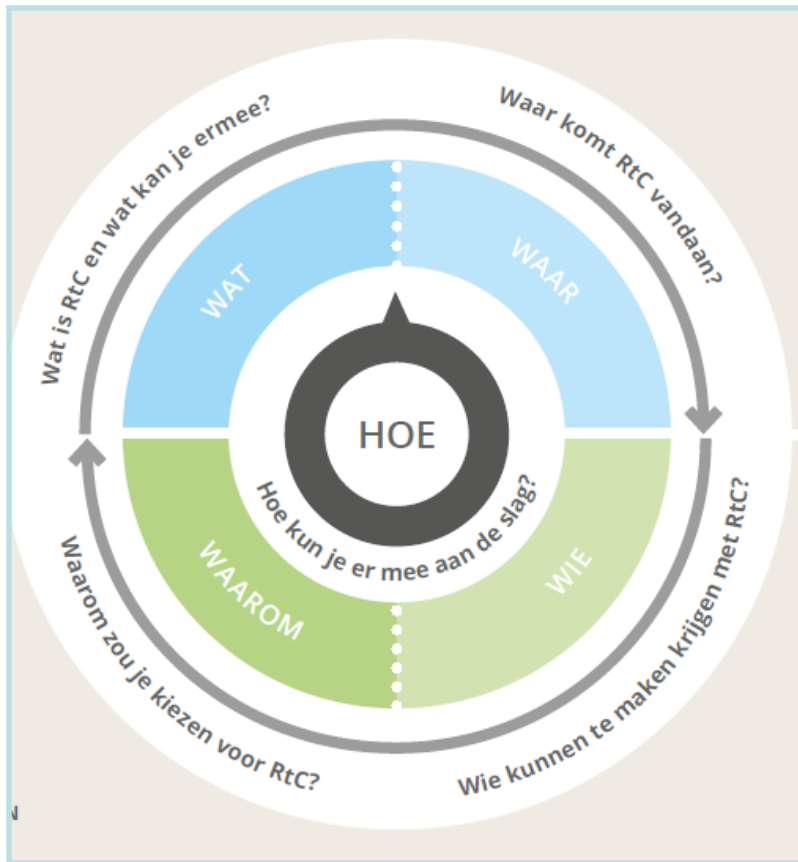 Wat is RtC en wat kan je ermee?
Waar komt RtC vandaan?
WAT
WAAR
HOE
Hoe kun je er mee aan de slag?
WAAROM
WIE
Waarom zou je kiezen voor RtC?
Wie kunnen te maken krijgen met RtC?
N